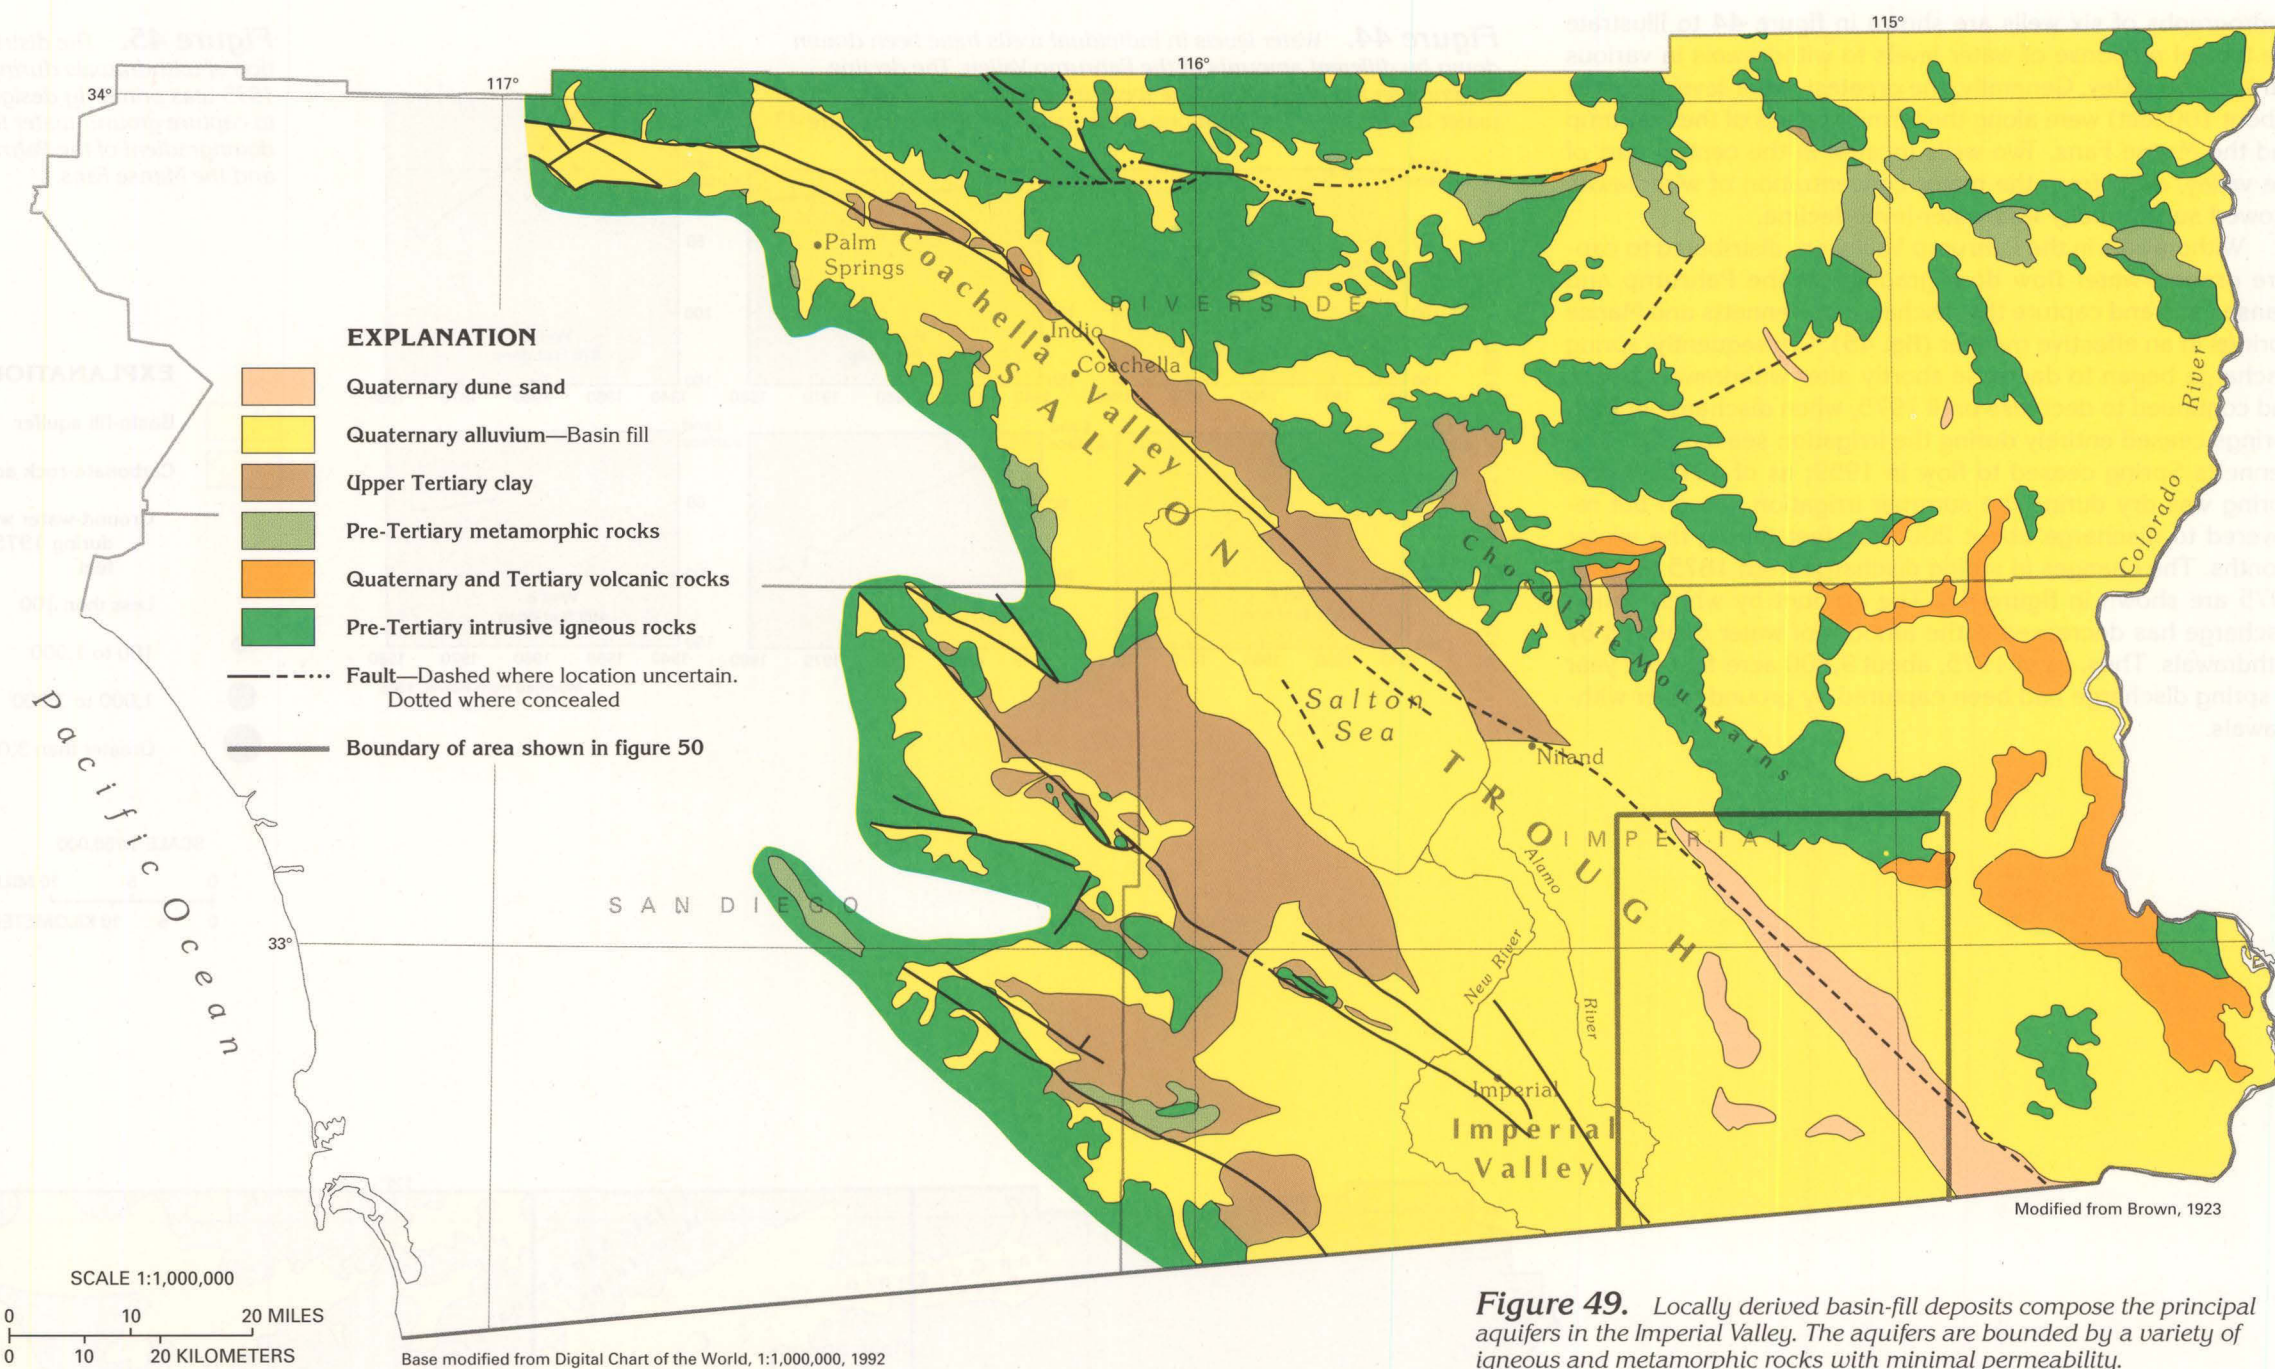 115°
116°
117°
34°
Palm
Springs
Coachella Valley
RIVERSIDE
Indio
Coachella
SALTON TROUGH
River
Colorado
EXPLANATION
Quaternary dune sand
Quaternary alluvium—Basin fill
Upper Tertiary clay
Pre-Tertiary metamorphic rocks
Quaternary and Tertiary volcanic rocks
Pre-Tertiary intrusive igneous rocks
Fault—Dashed where location uncertain.
Dotted where concealed
Boundary of area shown in figure 50
Chocolate Mountains
Salton
Sea
Niland
Pacific Ocean
IMPERIAL
Alamo
River
SAN DIEGO
33°
New River
Imperial
Imperial
Valley
Modified from Brown, 1923
SCALE 1:1,000,000
0 10 20 MILES
0 10 20 KILOMETERS
Base modified from Digital Chart of the World, 1:1,000,000, 1992
Figure 49. Locally derived basin-fill deposits compose the principal
aquifers in the Imperial Valley. The aquifers are bounded by a variety of
igneous and metamorphic rocks with minimal permeability.